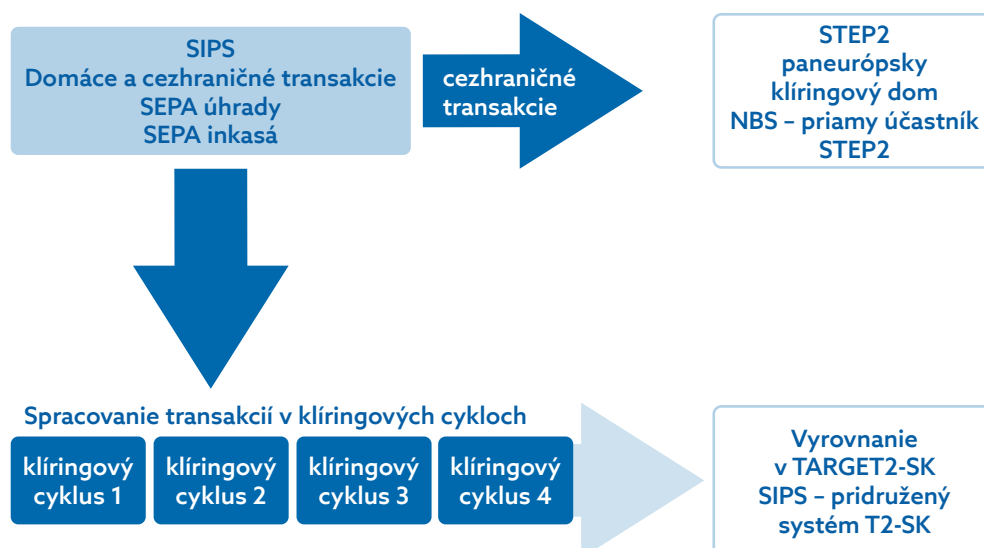 SIPS
Domáce a cezhraničné transakcie
SEPA úhrady
SEPA inkasá
cezhraničné
transakcie
STEP2
paneurópsky
klíringový dom
NBS – priamy účastník
STEP2
Spracovanie transakcií v klíringových cykloch
klíringový
cyklus 1
klíringový
cyklus 2
klíringový
cyklus 3
klíringový
cyklus 4
Vyrovnanie
v TARGET2-SK
SIPS – pridružený
systém T2-SK